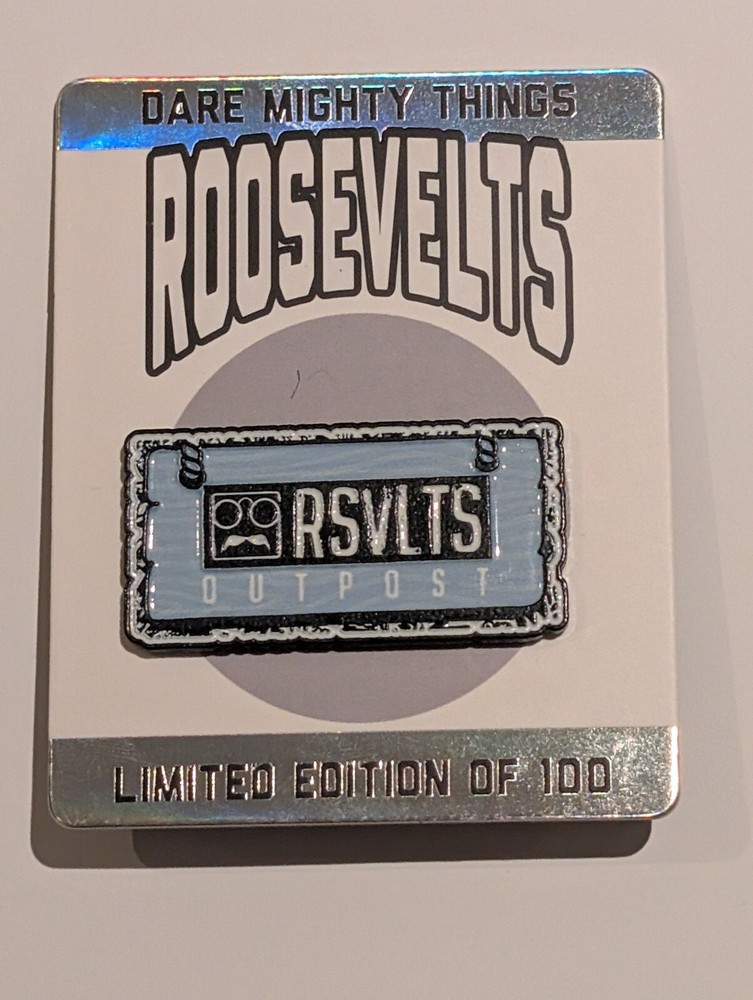 DARE MIGHTY THINGS
ROOSEVELTS
RSVLTS
OUTPOST
LIMITED EDITION OF 100